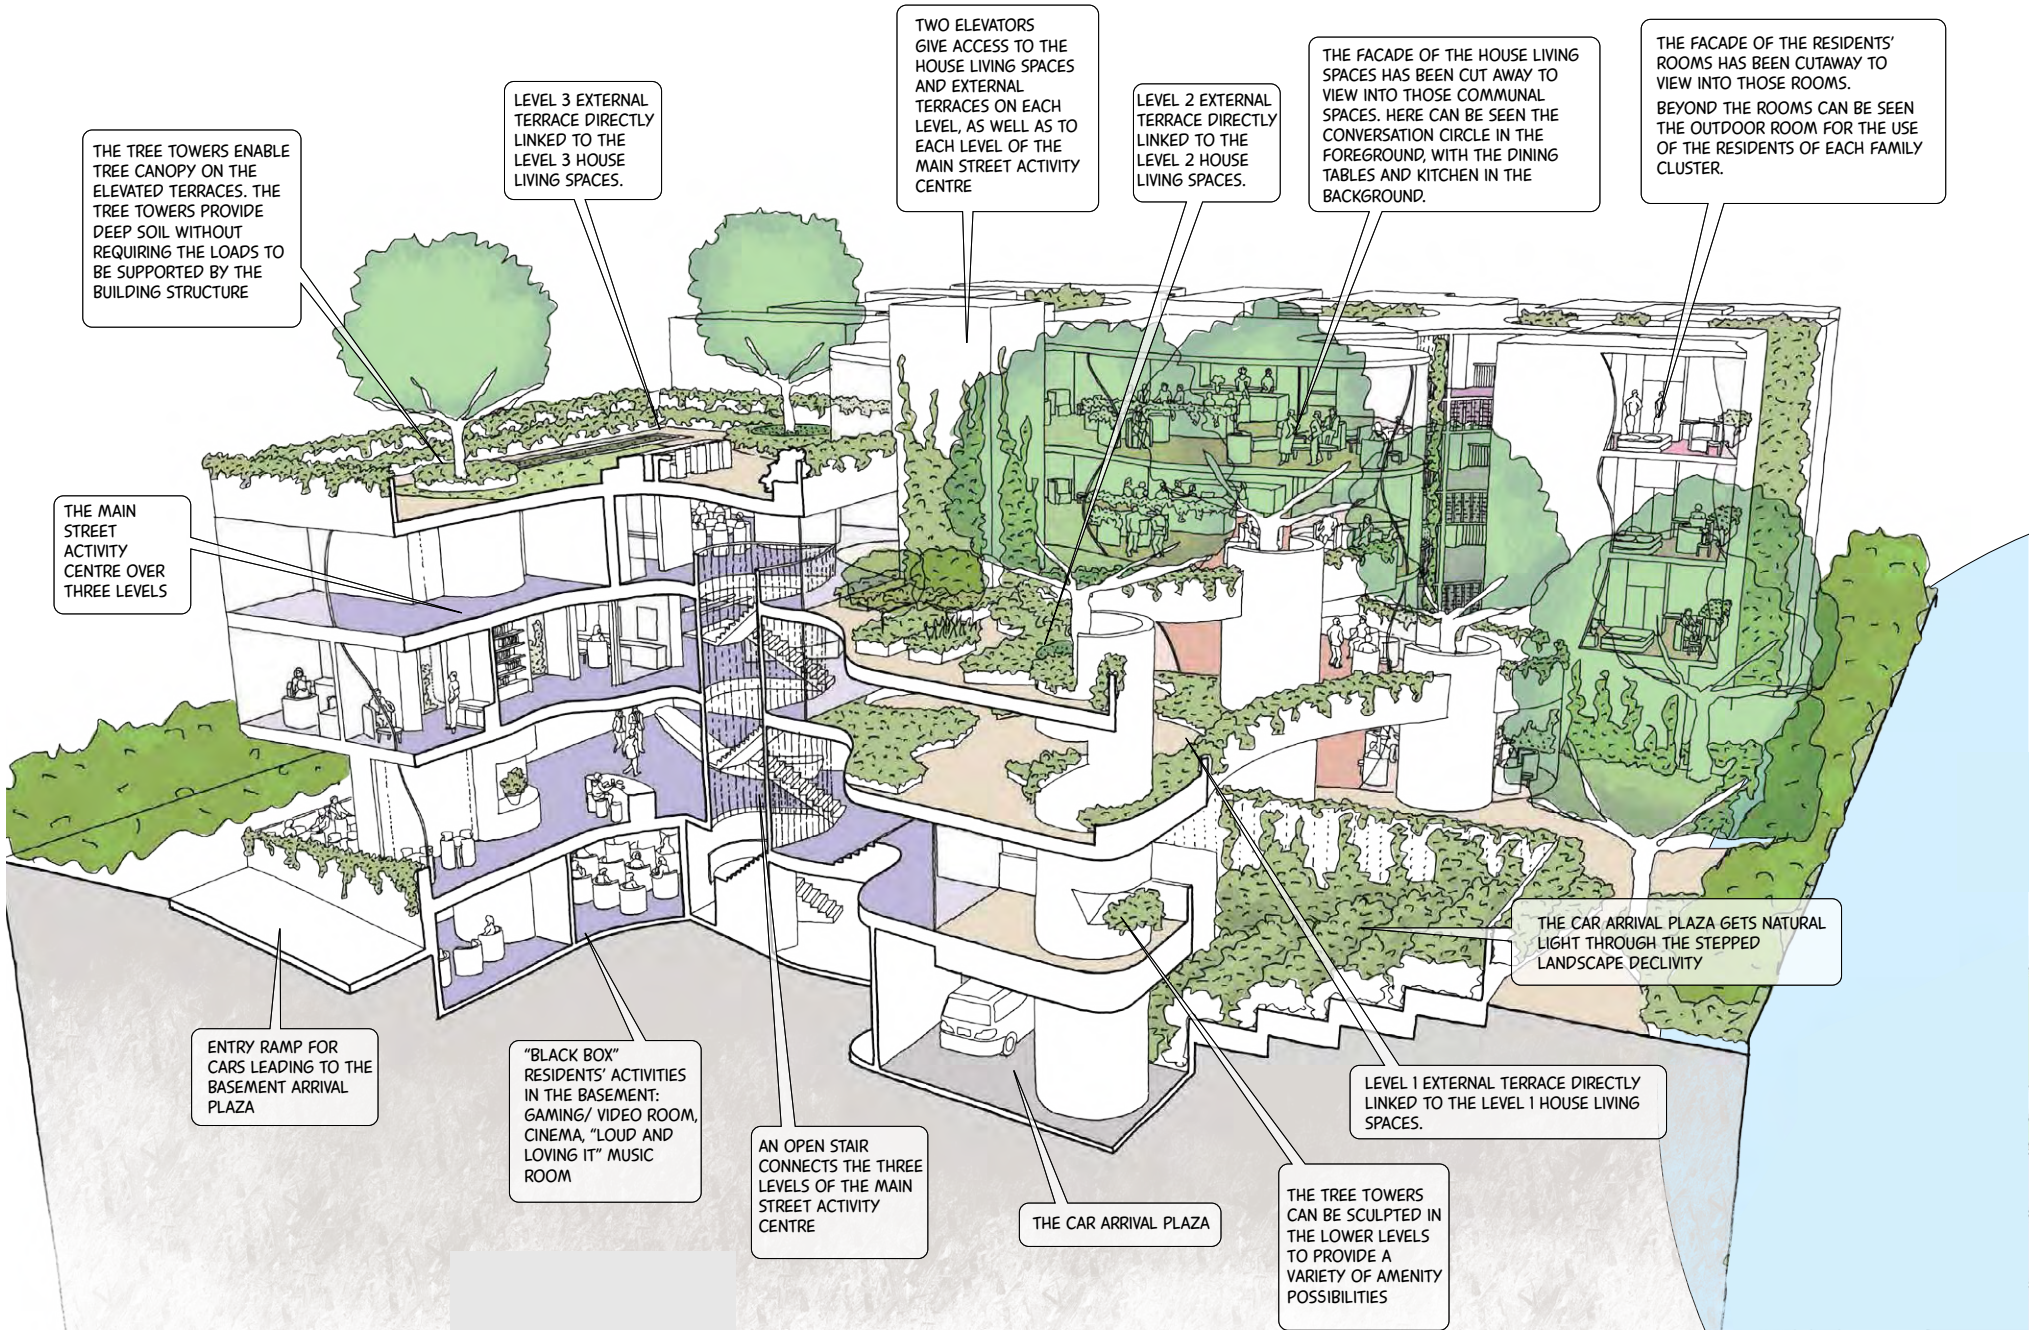 TWO ELEVATORS
GIVE ACCESS TO THE
HOUSE LIVING SPACES
AND EXTERNAL
TERRACES ON EACH
LEVEL, AS WELL AS TO
EACH LEVEL OF THE
MAIN STREET ACTIVITY
CENTRE
THE FACADE OF THE HOUSE LIVING
SPACES HAS BEEN CUT AWAY TO
VIEW INTO THOSE COMMUNAL
SPACES. HERE CAN BE SEEN THE
CONVERSATION CIRCLE IN THE
FOREGROUND, WITH THE DINING
TABLES AND KITCHEN IN THE
BACKGROUND.
THE FACADE OF THE RESIDENTS'
ROOMS HAS BEEN CUTAWAY TO
VIEW INTO THOSE ROOMS.
BEYOND THE ROOMS CAN BE SEEN
THE OUTDOOR ROOM FOR THE USE
OF THE RESIDENTS OF EACH FAMILY
CLUSTER.
LEVEL 3 EXTERNAL
TERRACE DIRECTLY
LINKED TO THE
LEVEL 3 HOUSE
LIVING SPACES.
LEVEL 2 EXTERNAL
TERRACE DIRECTLY
LINKED TO THE
LEVEL 2 HOUSE
LIVING SPACES.
THE TREE TOWERS ENABLE
TREE CANOPY ON THE
ELEVATED TERRACES. THE
TREE TOWERS PROVIDE
DEEP SOIL WITHOUT
REQUIRING THE LOADS TO
BE SUPPORTED BY THE
BUILDING STRUCTURE
THE MAIN
STREET
ACTIVITY
CENTRE OVER
THREE LEVELS
THE CAR ARRIVAL PLAZA GETS NATURAL
LIGHT THROUGH THE STEPPED
LANDSCAPE DECLIVITY
ENTRY RAMP FOR
CARS LEADING TO THE
BASEMENT ARRIVAL
PLAZA
"BLACK BOX"
RESIDENTS' ACTIVITIES
IN THE BASEMENT:
GAMING/ VIDEO ROOM,
CINEMA, "LOUD AND
LOVING IT" MUSIC
ROOM
AN OPEN STAIR
CONNECTS THE THREE
LEVELS OF THE MAIN
STREET ACTIVITY
CENTRE
THE CAR ARRIVAL PLAZA
LEVEL 1 EXTERNAL TERRACE DIRECTLY
LINKED TO THE LEVEL 1 HOUSE LIVING
SPACES.
THE TREE TOWERS
CAN BE SCULPTED IN
THE LOWER LEVELS
TO PROVIDE A
VARIETY OF AMENITY
POSSIBILITIES